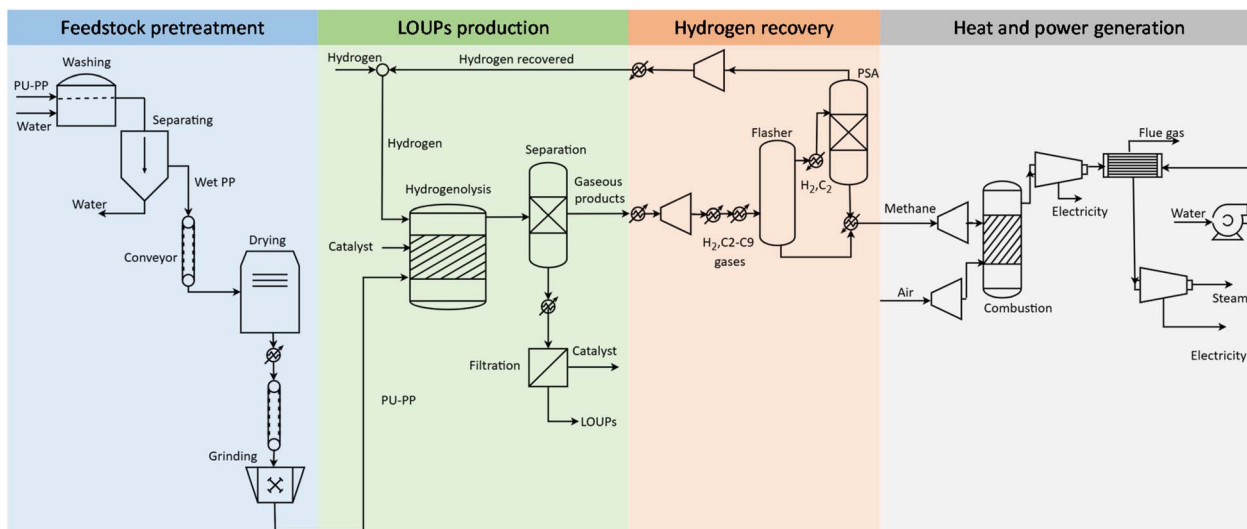 Feedstock pretreatment
Washing
PU-PP
Water
Separating
Wet PP
Water
Conveyor
Drying
Grinding
LOUPs production
Hydrogen
Hydrogen recovered
Hydrogen
Separation
Hydrogenolysis
Gaseous
products
Catalyst
Filtration
Catalyst
PU-PP
LOUPs
Hydrogen recovery
PSA
Flasher
H₂,C₂
H₂,C2-C9
gases
Heat and power generation
Flue gas
Methane
Electricity
Water
Air
Combustion
Steam
Electricity